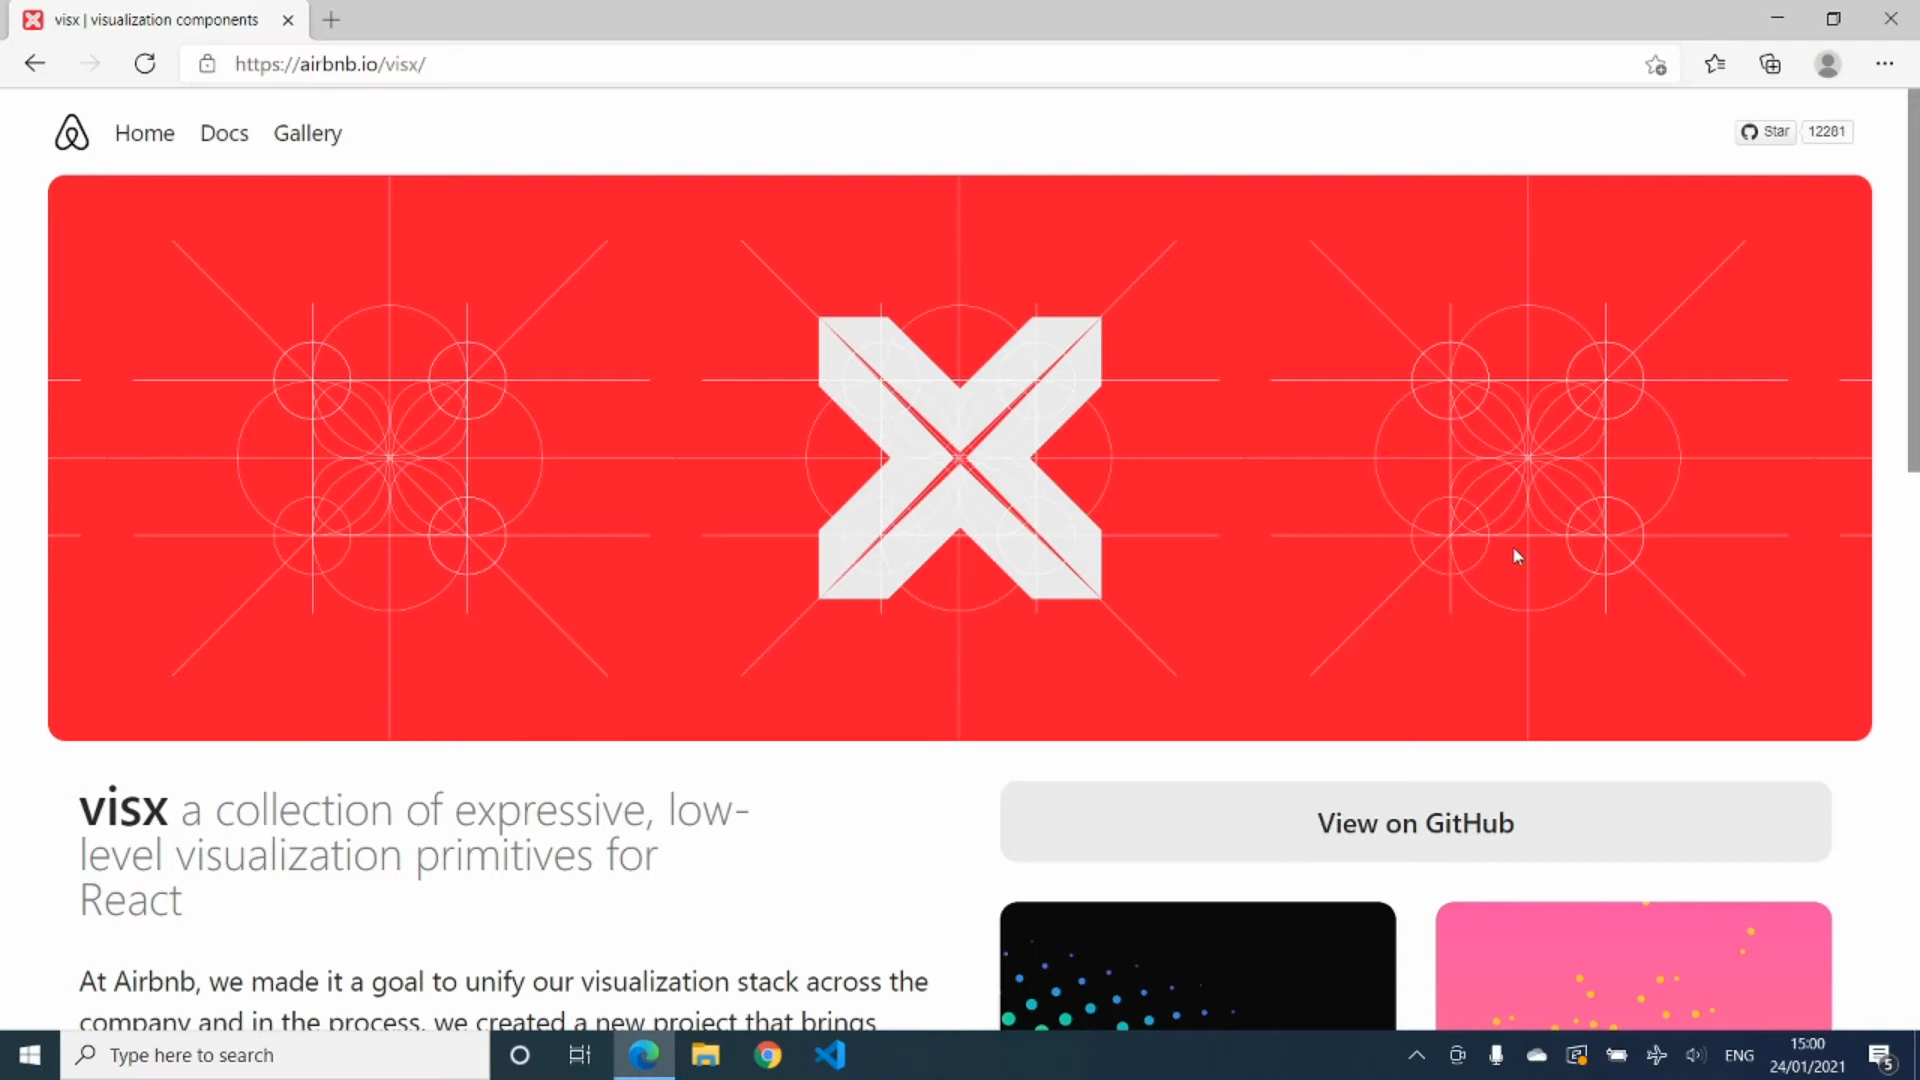 visx | visualization components
https://airbnb.io/visx/
Home Docs Gallery
Star 12281
visx a collection of expressive, low-
level visualization primitives for
React
View on GitHub
At Airbnb, we made it a goal to unify our visualization stack across the
company and in the process, we created a new project that brings
Type here to search
ENG
15:00
24/01/2021
5